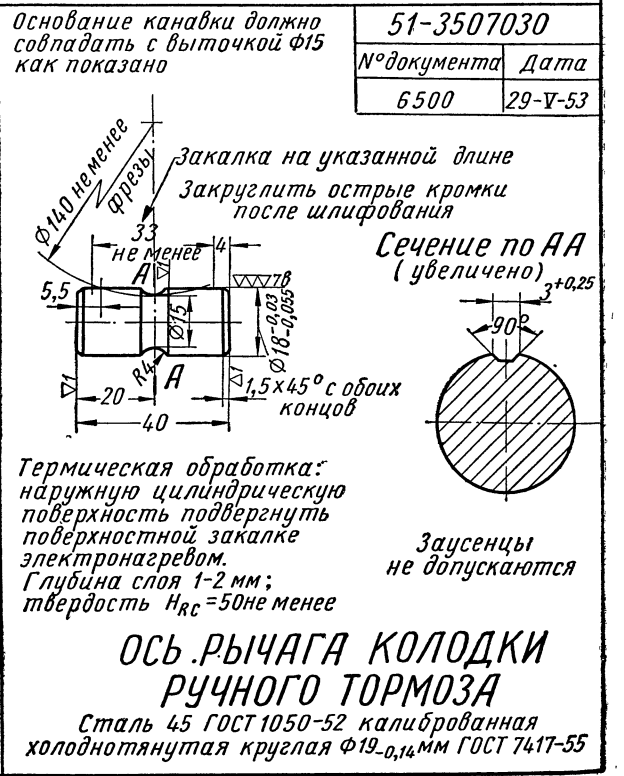 Основание канавки должно
совпадать с выточкой Ф15
как показано
51-3507030
N°документа Дата
6500 29-V-53
Ф140 не менее
фрезы
Закалка на указанной длине
Закруглить острые кромки
после шлифования
33
не менее
4
А
▽1
▽▽▽7в
5,5
Ф15
Ф18-0,03-0,055
R4
А
▽1
▽1
20
1,5×45° с обоих
концов
40
Сечение по АА
(увеличено)
3+0,25
90°
Термическая обработка:
наружную цилиндрическую
поверхность подвергнуть
поверхностной закалке
электронагревом.
Глубина слоя 1-2 мм;
твердость HRC=50 не менее
Заусенцы
не допускаются
ОСЬ РЫЧАГА КОЛОДКИ
РУЧНОГО ТОРМОЗА
Сталь 45 ГОСТ 1050-52 калиброванная
холоднотянутая круглая Ф19-0,14 мм ГОСТ 7417-55